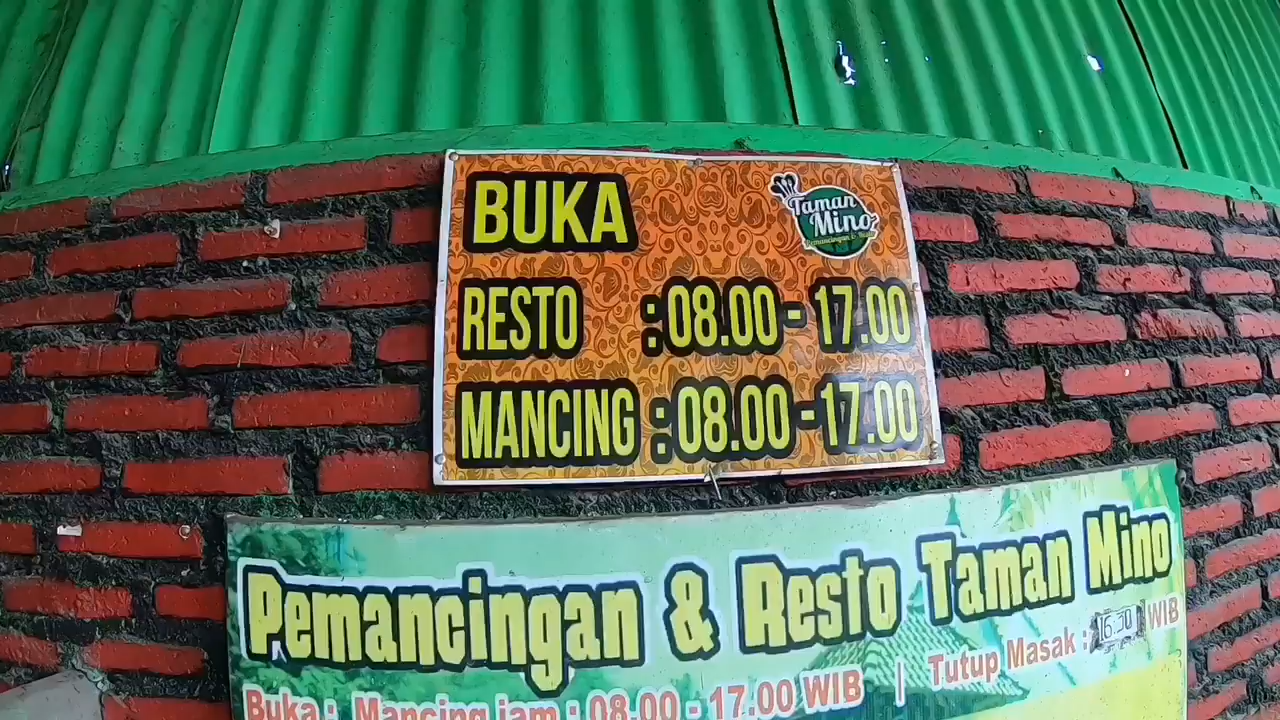 BUKA
Taman
Mino
RESTO : 08.00 - 17.00
MANCING : 08.00 - 17.00
Pemancingan & Resto Taman Mino
Buka : Mancing jam : 08.00 - 17.00 WIB | Tutup Masak : 16.30 WIB